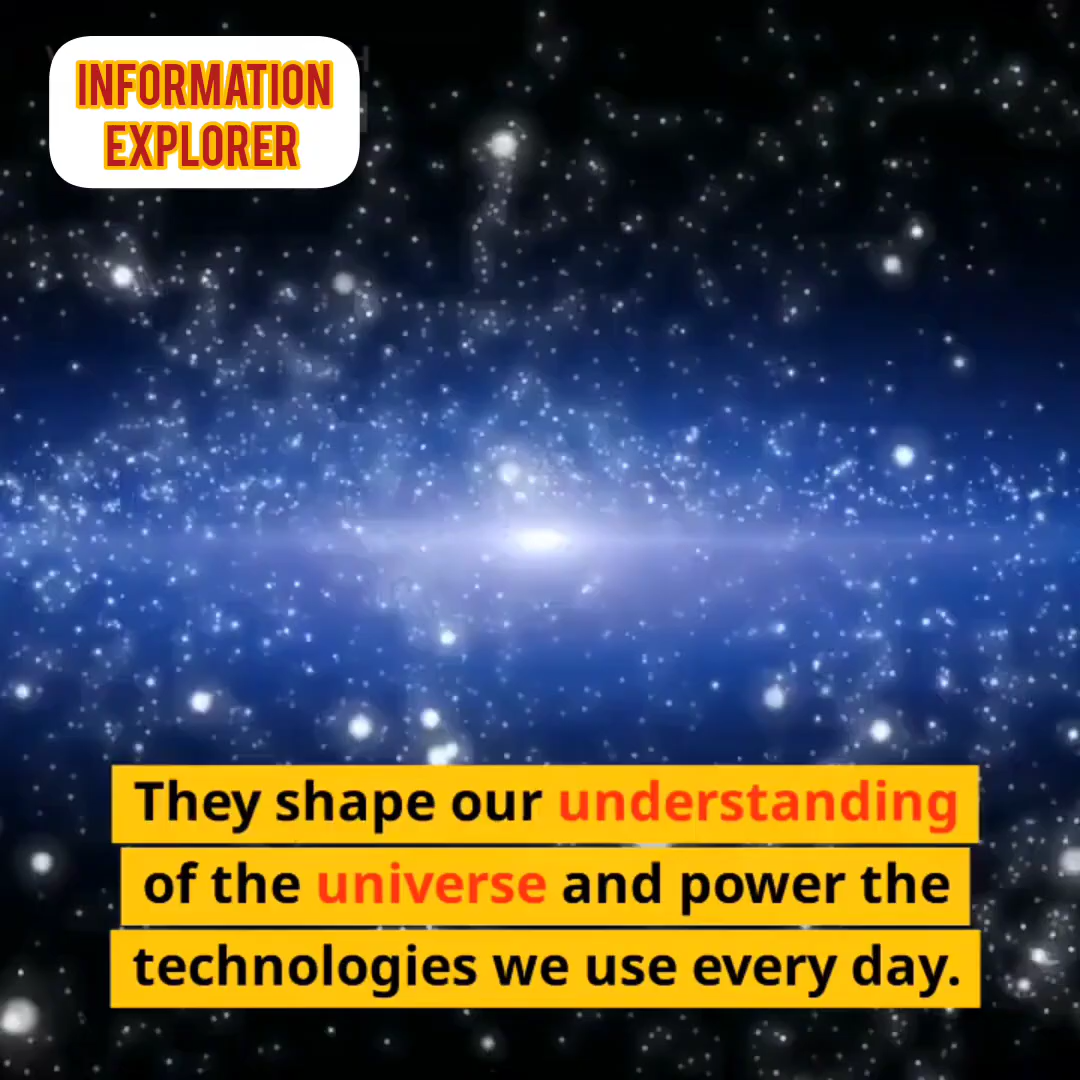 INFORMATION
EXPLORER
They shape our understanding
of the universe and power the
technologies we use every day.